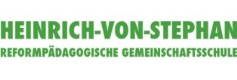 HEINRICH-VON-STEPHAN
REFORMPÄDAGOGISCHE GEMEINSCHAFTSSCHULE